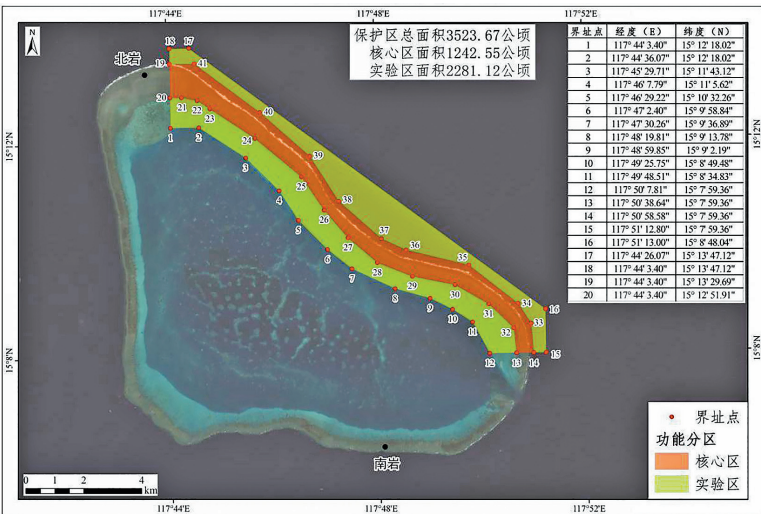 117°44'E
117°48'E
117°52'E
N
保护区总面积3523.67公顷
核心区面积1242.55公顷
实验区面积2281.12公顷
界址点 经度（E） 纬度（N）
1 117° 44' 3.40" 15° 12' 18.02"
2 117° 44' 36.07" 15° 12' 18.02"
3 117° 45' 29.71" 15° 11' 43.12"
4 117° 46' 7.79" 15° 11' 5.62"
5 117° 46' 29.22" 15° 10' 32.26"
6 117° 47' 2.40" 15° 9' 58.84"
7 117° 47' 30.26" 15° 9' 36.89"
8 117° 48' 19.81" 15° 9' 13.78"
9 117° 48' 59.85" 15° 9' 2.19"
10 117° 49' 25.75" 15° 8' 49.48"
11 117° 49' 48.51" 15° 8' 34.83"
12 117° 50' 7.81" 15° 7' 59.36"
13 117° 50' 38.64" 15° 7' 59.36"
14 117° 50' 58.58" 15° 7' 59.36"
15 117° 51' 12.80" 15° 7' 59.36"
16 117° 51' 13.00" 15° 8' 48.04"
17 117° 44' 26.07" 15° 13' 47.12"
18 117° 44' 3.40" 15° 13' 47.12"
19 117° 44' 3.40" 15° 13' 29.69"
20 117° 44' 3.40" 15° 12' 51.91"
18 17
北岩
19 41
20 21 22
23
40
1 2
24
39
3
25
4
38
26
5
37
27
36
6
28
35
7
29
30
8
34
16
9
31
10
33
11
32
12 13 14 15
15°12'N
15°8'N
15°12'N
15°8'N
南岩
界址点
功能分区
核心区
实验区
0 1 2 4
km
117°44'E
117°48'E
117°52'E